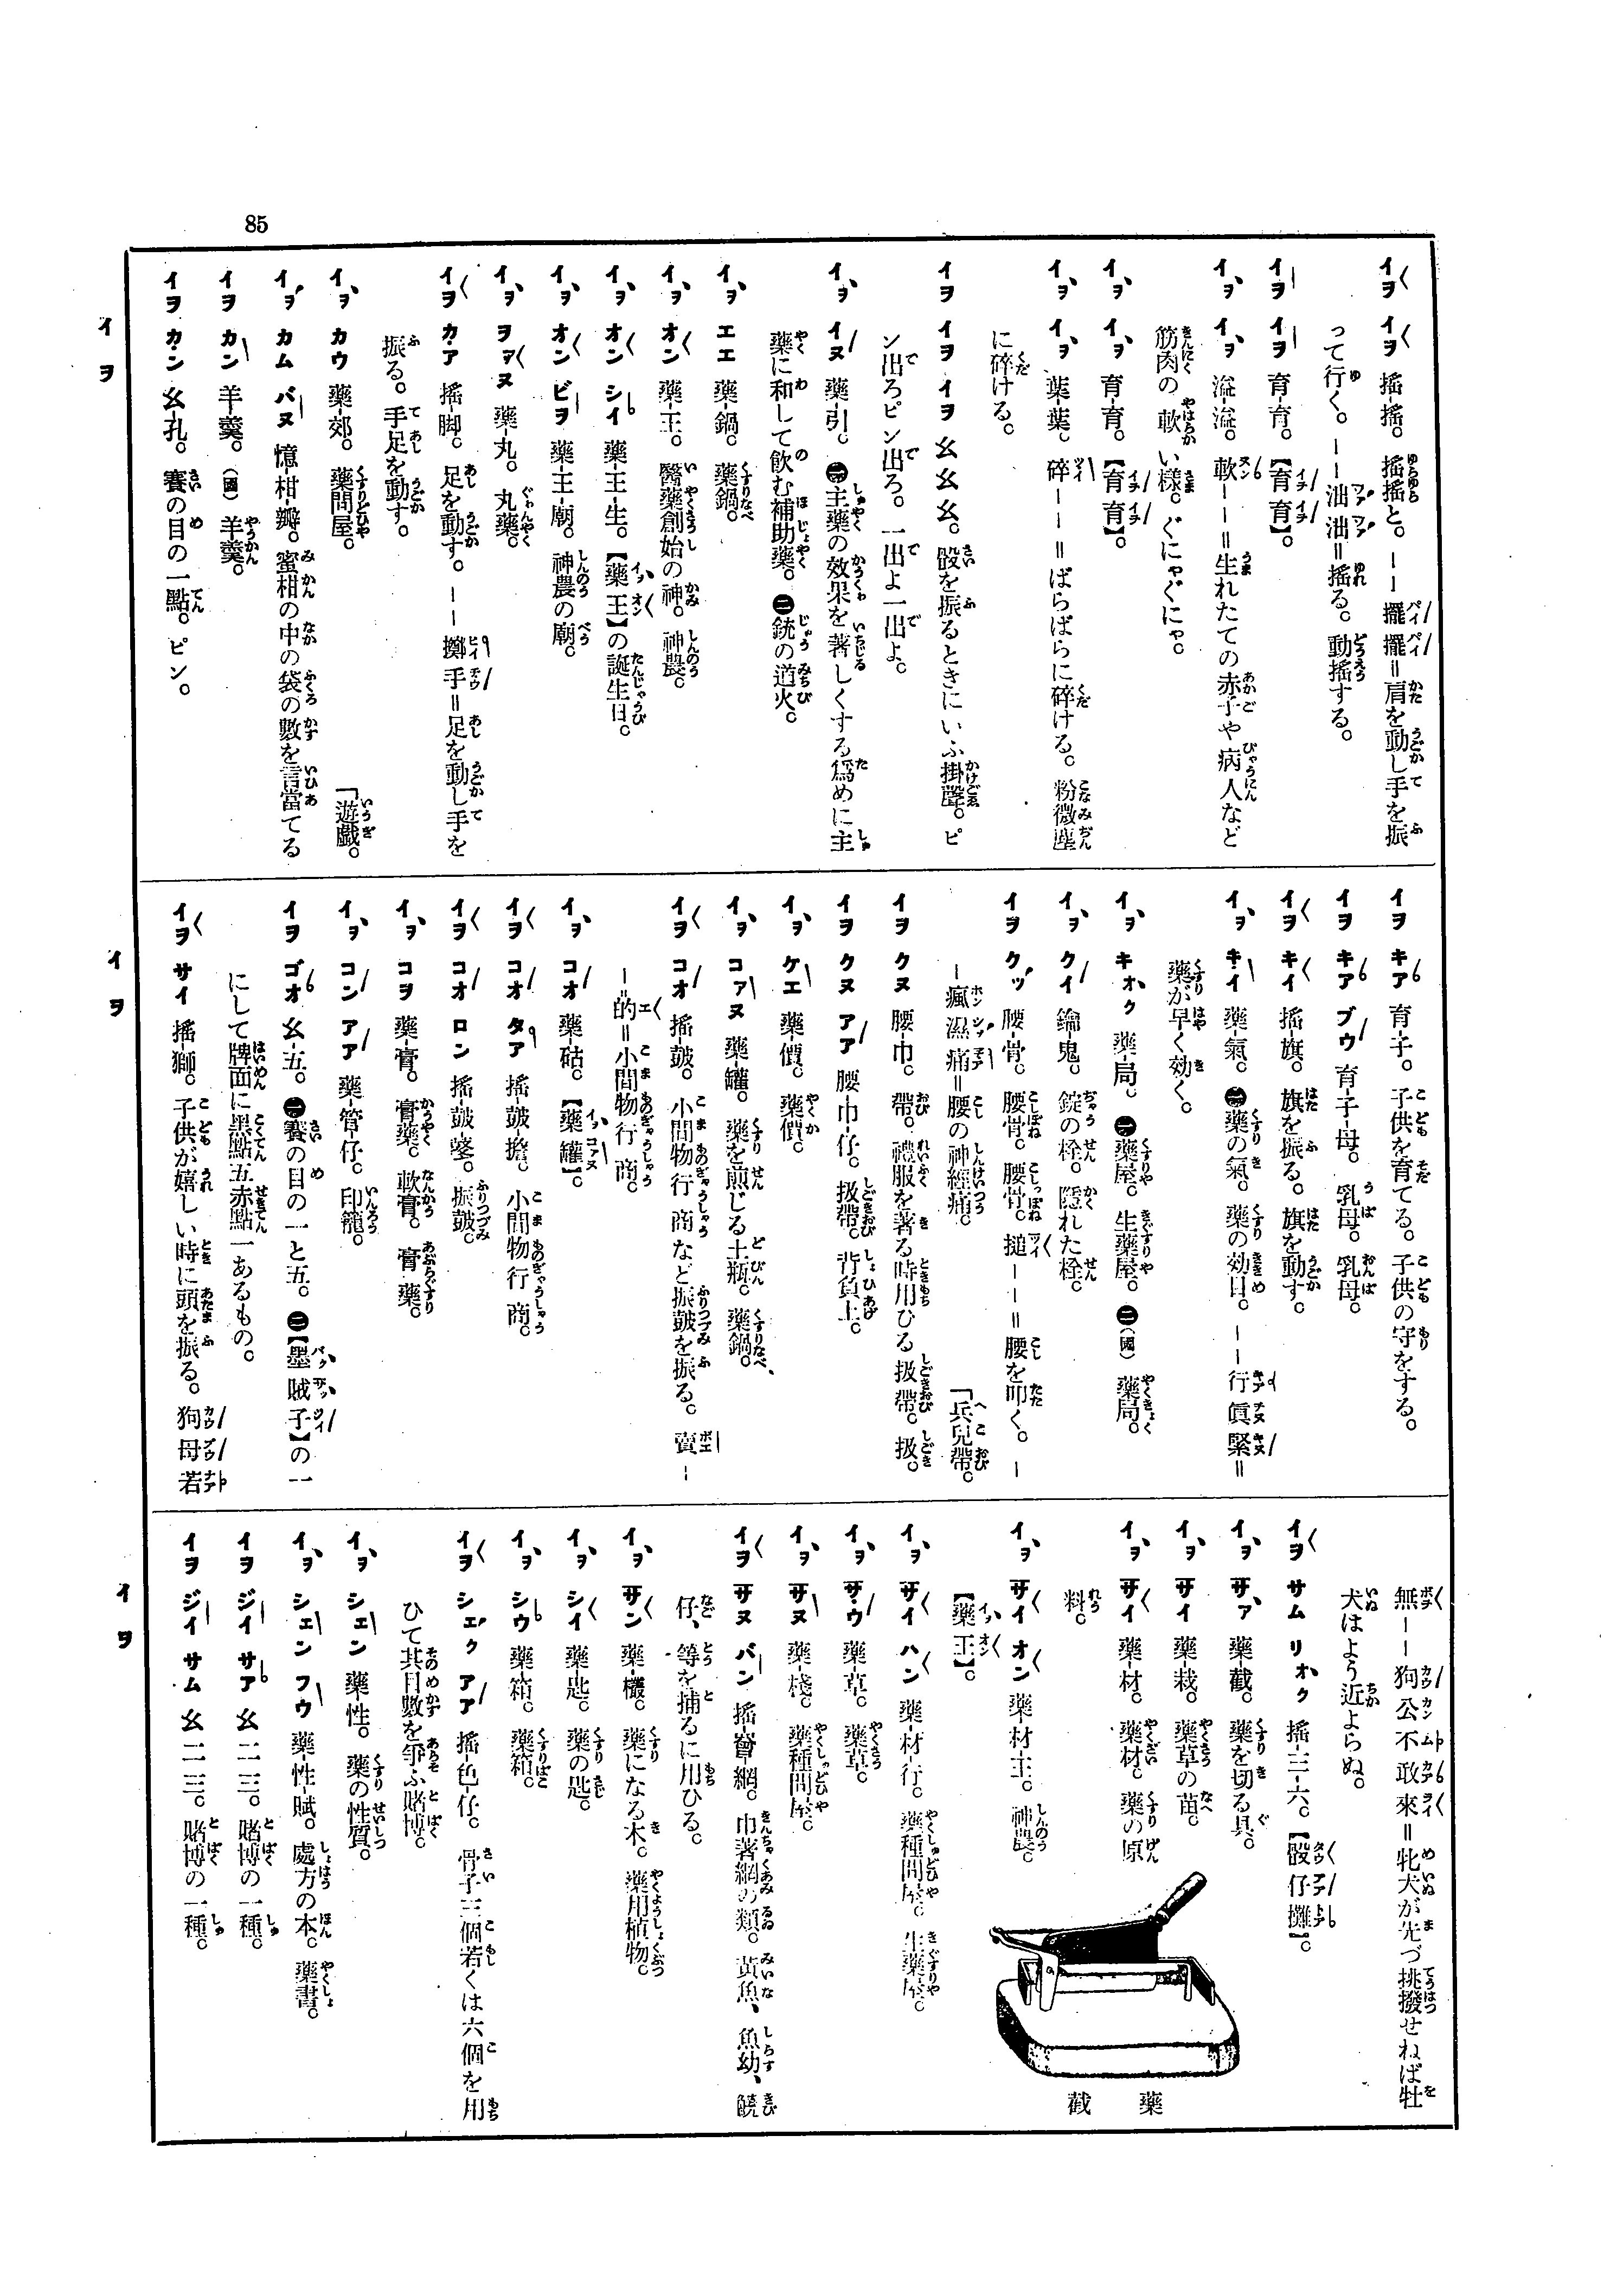 85
イヲ イヲ 搖-搖。搖搖と。－－擺擺＝肩を動し手を振
って行く。－－泏泏＝搖る。動搖する。
イヲ イヲ 育-育。【育育】。
イヲ イヲ 溢-溢。軟－－＝生れたての赤子や病人など
筋肉の軟い樣。ぐにゃぐにゃ。
イヲ イヲ 育-育。【育育】。
イヲ イヲ 葉-葉。碎－－＝ばらばらに碎ける。粉微塵
に碎ける。
イヲ イヲ イヲ 幺幺幺。骰を振るときにいふ掛聲。ピ
ン出ろピン出ろ。一出よ一出よ。
イヲ イヌ 藥-引。㊀主藥の效果を著しくする爲めに主
藥に和して飮む補助藥。㊁銃の道火。
イヲ エエ 藥-鍋。藥鍋。
イヲ オン 藥-王。醫藥創始の神。神農。
イヲ オン シイ 藥-王-生。【藥王】の誕生日。
イヲ オン ビヲ 藥-王-廟。神農の廟。
イヲ ヲァヌ 藥-丸。丸藥。
イヲ カ・ア 搖-脚。足を動す。－－擲手＝足を動し手を
振る。手足を動す。
イヲ カウ 藥-郊。藥問屋。
「遊戲。
イヲ カム バヌ 憶-柑-瓣。蜜柑の中の袋の數を言當てる
イヲ カン 羊-羹。（國）羊羹。
イヲ カ・ン 幺-孔。賽の目の一點。ピン。
イヲ
イヲ キア 育-子。子供を育てる。子供の守をする。
イヲ キア ブウ 育-子-母。乳母。乳母。
イヲ キイ 搖-旗。旗を振る。旗を動す。
イヲ キ・イ 藥-氣。㊀藥の氣。藥の効目。－－行眞緊＝
藥が早く効く。
イヲ キォク 藥-局。㊀藥屋。生藥屋。㊁（國）藥局。
イヲ クイ 鑰-鬼。錠の栓。隱れた栓。
イヲ クッ 腰-骨。腰骨。腰骨。搥－－＝腰を叩く。－
－瘋濕痛＝腰の神經痛。
「兵兒帶。
イヲ クヌ 腰-巾。帶。禮服を著る時用ひる扱帶。扱。
イヲ クヌ アア 腰-巾-仔。扱帶。背負上。
イヲ ケエ 藥-價。藥價。
イヲ コァヌ 藥-罐。藥を煎じる土瓶。藥鍋。
イヲ コオ 搖-皷。小間物行商など振皷を振る。賣－
－＝的＝小間物行商。
イヲ コオ 藥-砧。【藥罐】。
イヲ コオ タア 搖-皷-擔。小間物行商。
イヲ コオ ロン 搖-皷-。振皷。
イヲ コヲ 藥-膏。膏藥。軟膏。膏藥。
イヲ コン アア 藥-管-仔。印籠。
イヲ ゴオ 幺-五。㊀賽の目の一と五。㊁【墨賊子】の一
にして牌面に黑點五赤點一あるもの。
イヲ サイ 搖-獅。子供が嬉しい時に頭を振る。狗母若
イヲ
無－－狗公不敢來＝牝犬が先づ挑撥せねば牡
犬はよう近よらぬ。
イヲ サム リォク 搖-三-六。【骰仔攤】。
イヲ サァ 藥-截。藥を切る具。
イヲ サイ 藥-栽。藥草の苗。
イヲ サイ 藥-材。藥材。藥の原
料。
イヲ サイ オン 藥-材-王。神農。
【藥王】。
イヲ サイ ハン 藥-材-行。藥種問屋。生藥屋。
イヲ サ・ウ 藥-草。藥草。
イヲ サヌ 藥-棧。藥種問屋。
イヲ サヌ バン 搖--網。巾著網の類。黃魚、魚幼、饒
仔、等を捕るに用ひる。
イヲ サン 藥-欉。藥になる木。藥用植物。
イヲ シイ 藥-匙。藥の匙。
イヲ シウ 藥-箱。藥箱。
イヲ シェク アア 搖-色-仔。骨子三個若くは六個を用
ひて其目數を爭ふ賭博。
イヲ シェン 藥-性。藥の性質。
イヲ シェン フウ 藥-性-賦。處方の本。藥書。
イヲ ジイ サア 幺二三。賭博の一種。
イヲ ジイ サム 幺二三。賭博の一種。
イヲ
藥截